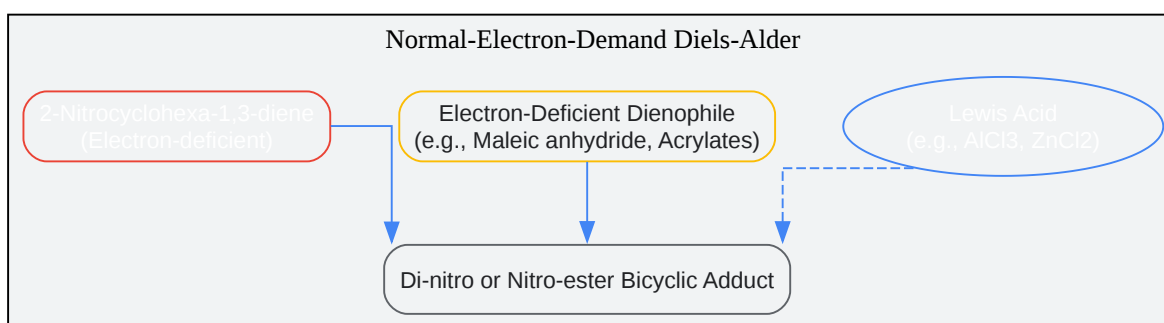 Normal-Electron-Demand Diels-Alder
2-Nitrocyclohexa-1,3-diene
(Electron-deficient)
Electron-Deficient Dienophile
(e.g., Maleic anhydride, Acrylates)
Lewis Acid
(e.g., AlCl3, ZnCl2)
Di-nitro or Nitro-ester Bicyclic Adduct